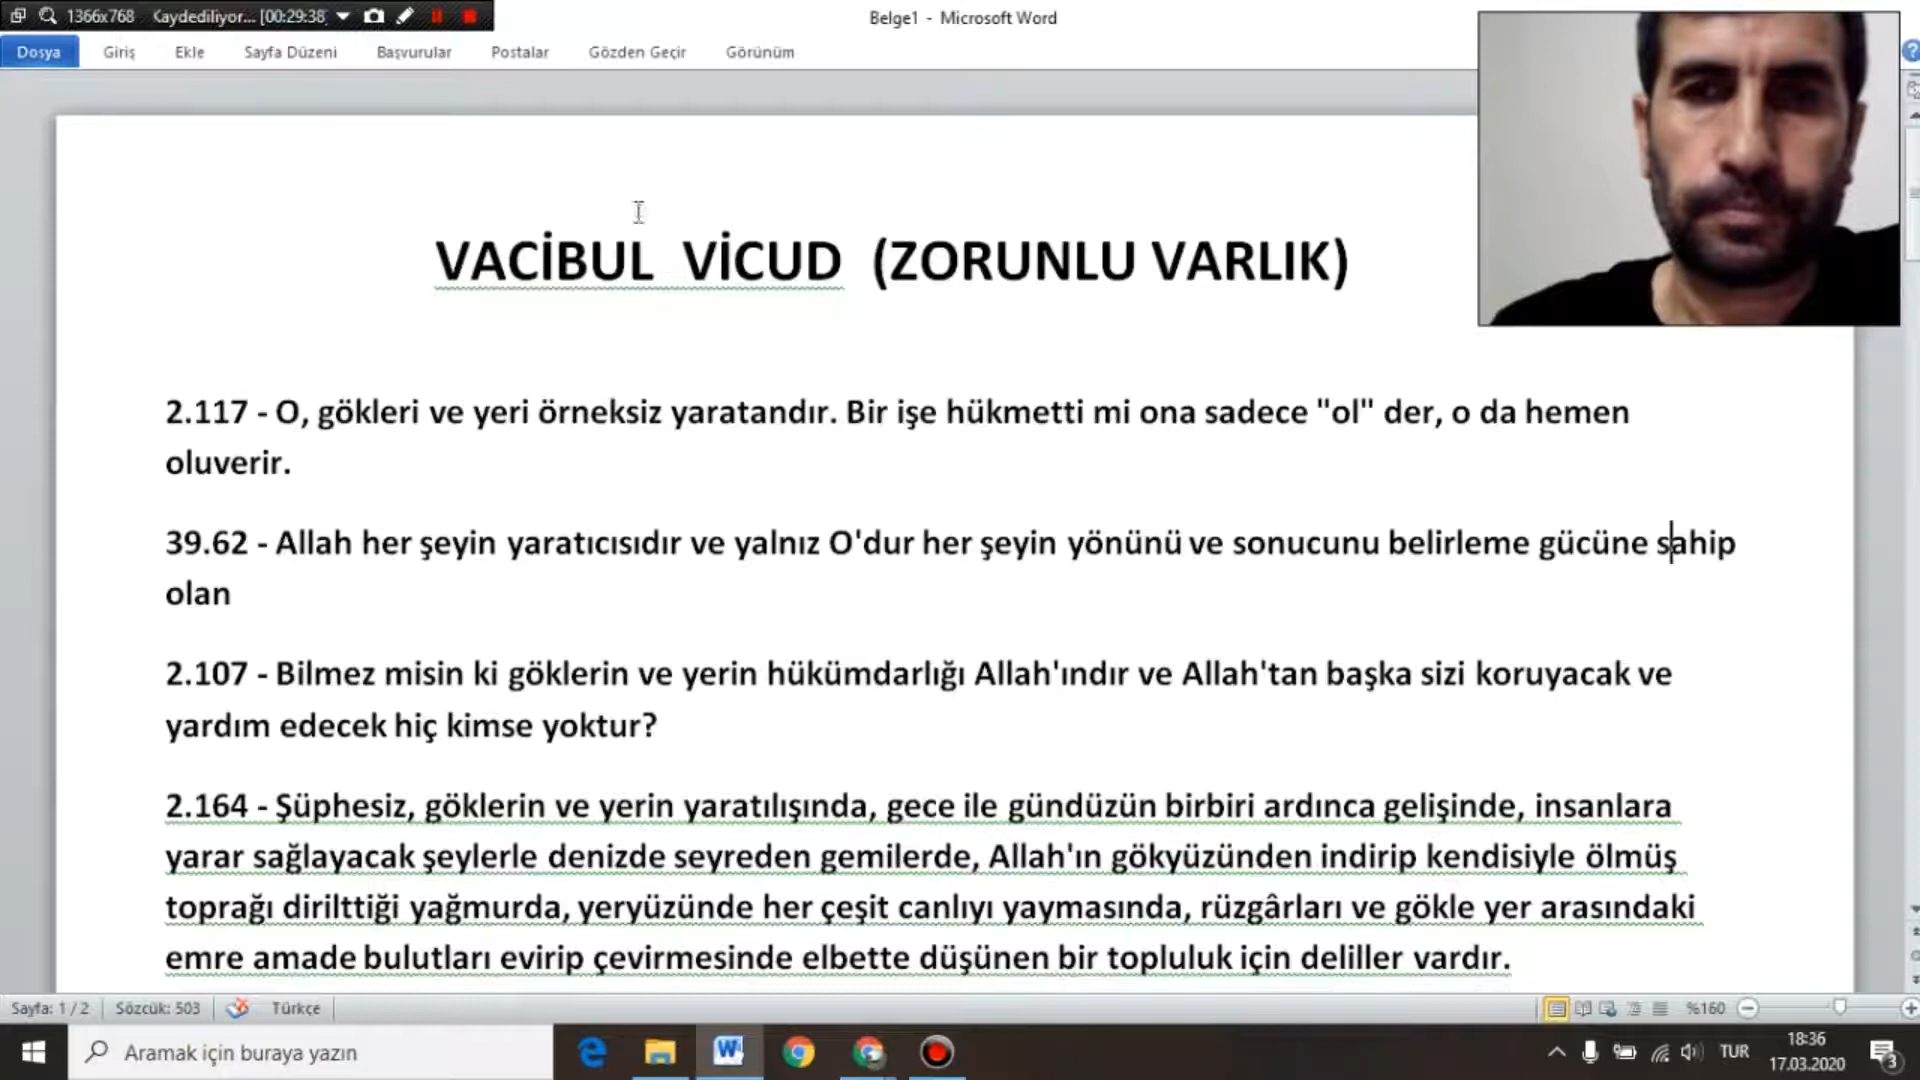 1366x768 Kaydediliyor... [00:29:38]
Belge1 - Microsoft Word
Dosya Giriş Ekle Sayfa Düzeni Başvurular Postalar Gözden Geçir Görünüm
VACİBUL VİCUD (ZORUNLU VARLIK)
2.117 - O, gökleri ve yeri örneksiz yaratandır. Bir işe hükmetti mi ona sadece "ol" der, o da hemen
oluverir.
39.62 - Allah her şeyin yaratıcısıdır ve yalnız O'dur her şeyin yönünü ve sonucunu belirleme gücüne sahip
olan
2.107 - Bilmez misin ki göklerin ve yerin hükümdarlığı Allah'ındır ve Allah'tan başka sizi koruyacak ve
yardım edecek hiç kimse yoktur?
2.164 - Şüphesiz, göklerin ve yerin yaratılışında, gece ile gündüzün birbiri ardınca gelişinde, insanlara
yarar sağlayacak şeylerle denizde seyreden gemilerde, Allah'ın gökyüzünden indirip kendisiyle ölmüş
toprağı dirilttiği yağmurda, yeryüzünde her çeşit canlıyı yaymasında, rüzgârları ve gökle yer arasındaki
emre amade bulutları evirip çevirmesinde elbette düşünen bir topluluk için deliller vardır.
Sayfa: 1 / 2 Sözcük: 503 Türkçe %160
Aramak için buraya yazın
TUR
18:36
17.03.2020
3